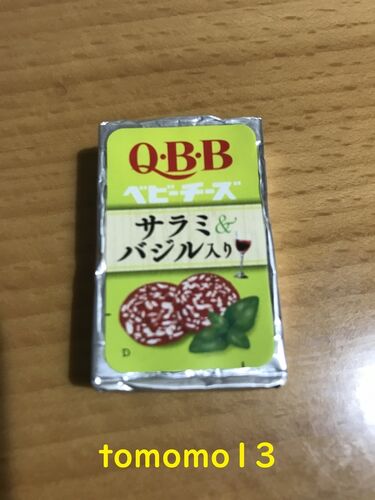 Q・B・B
ベビーチーズ
サラミ&
バジル入り
D
tomomo13